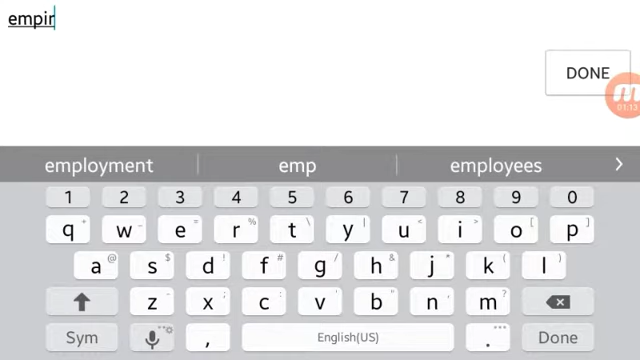 empir
DONE
01:13
employment emp employees >
1 2 3 4 5 6 7 8 9 0
q + w e = r % t \ y | u < i > o [ p ]
a @ s $ d ! f # g / h & j * k ( l )
z - x ; c : v ' b " n , m ?
Sym , English(US) . Done